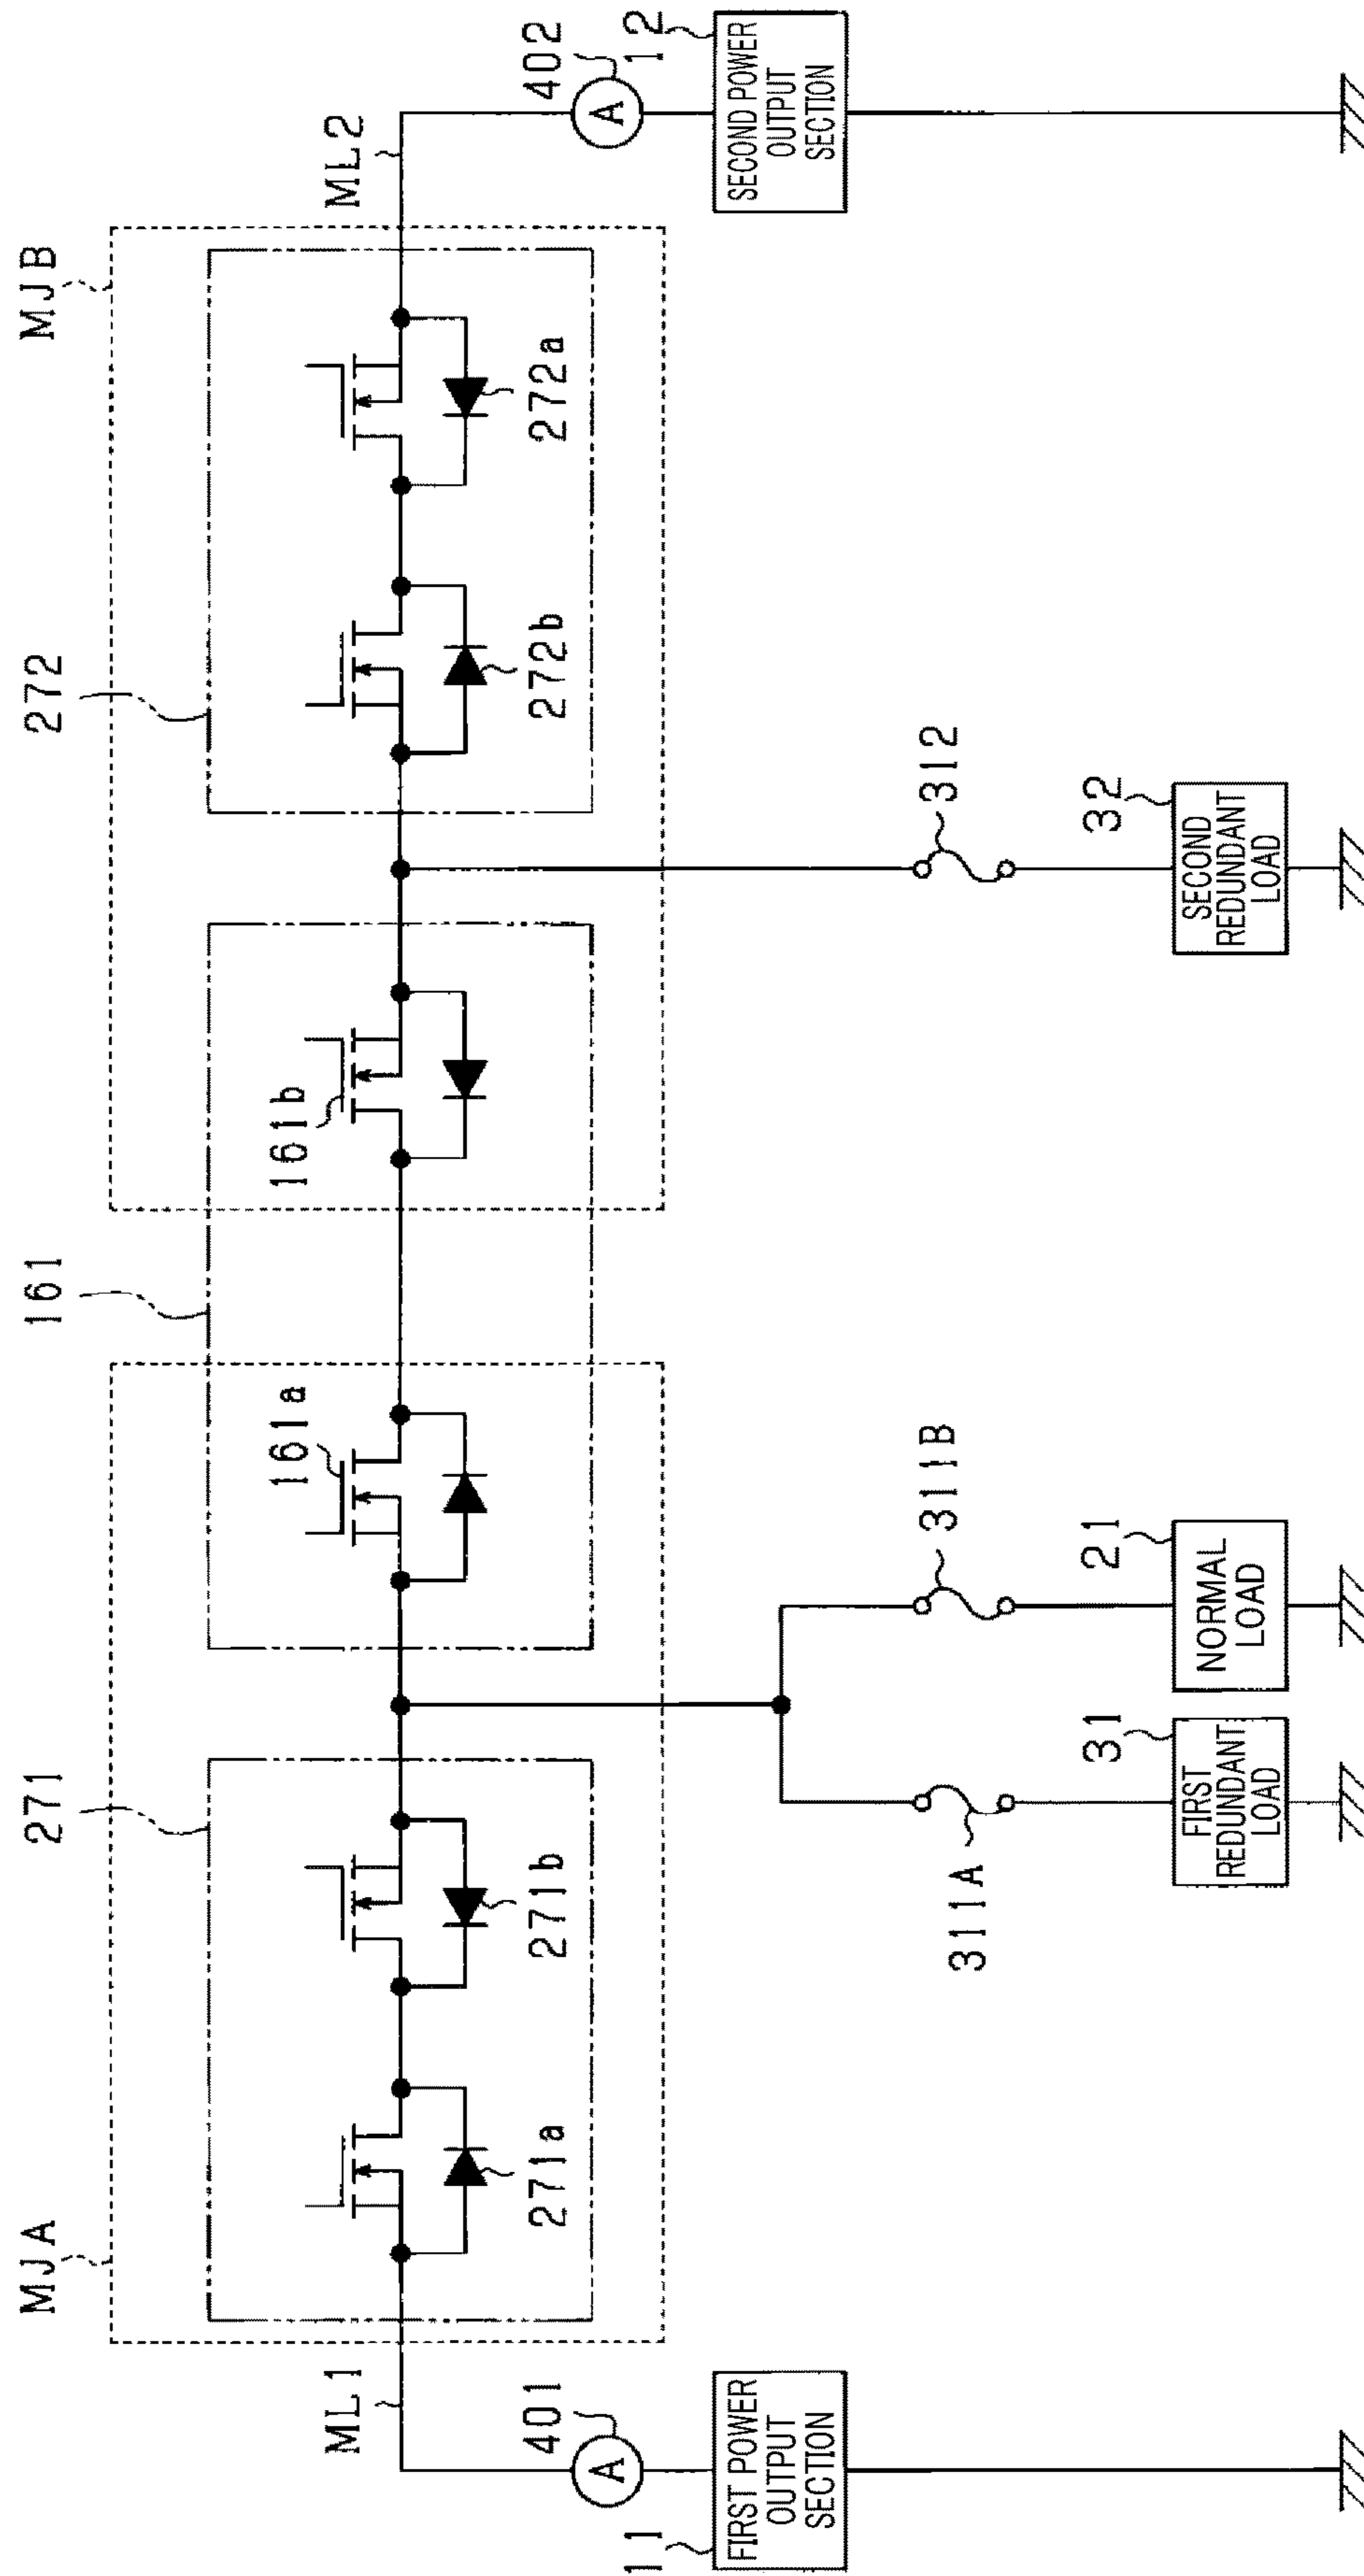 MJA
271
161
272
MJB
ML1
ML2
161a
161b
401
A
271a
271b
272b
272a
402
A
11
FIRST POWER
OUTPUT
SECTION
12
SECOND POWER
OUTPUT
SECTION
311A
311B
312
31
FIRST
REDUNDANT
LOAD
21
NORMAL
LOAD
32
SECOND
REDUNDANT
LOAD